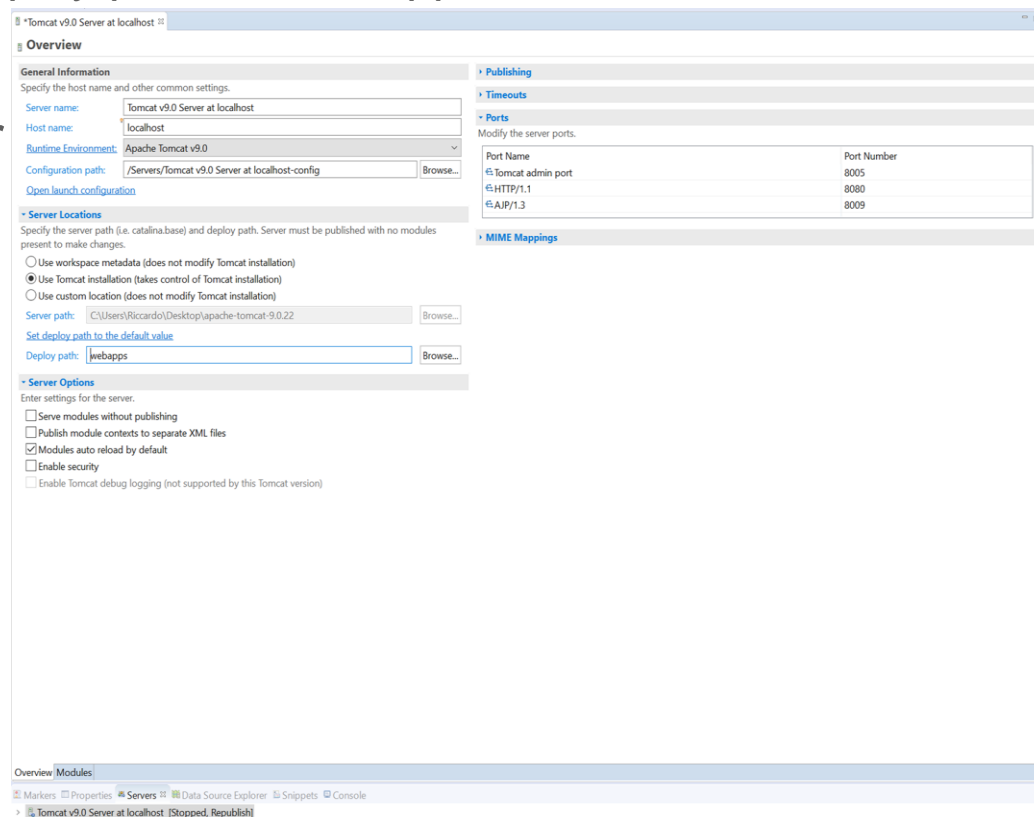 *Tomcat v9.0 Server at localhost
Overview
General Information
Specify the host name and other common settings.
Server name: Tomcat v9.0 Server at localhost
Host name: localhost
Runtime Environment: Apache Tomcat v9.0
Configuration path: /Servers/Tomcat v9.0 Server at localhost-config Browse...
Open launch configuration
Server Locations
Specify the server path (i.e. catalina.base) and deploy path. Server must be published with no modules
present to make changes.
Use workspace metadata (does not modify Tomcat installation)
Use Tomcat installation (takes control of Tomcat installation)
Use custom location (does not modify Tomcat installation)
Server path: C:\Users\Riccardo\Desktop\apache-tomcat-9.0.22 Browse...
Set deploy path to the default value
Deploy path: webapps Browse...
Server Options
Enter settings for the server.
Serve modules without publishing
Publish module contexts to separate XML files
Modules auto reload by default
Enable security
Enable Tomcat debug logging (not supported by this Tomcat version)
Publishing
Timeouts
Ports
Modify the server ports.
Port Name Port Number
Tomcat admin port 8005
HTTP/1.1 8080
AJP/1.3 8009
MIME Mappings
Overview Modules
Markers Properties Servers Data Source Explorer Snippets Console
Tomcat v9.0 Server at localhost [Stopped, Republish]